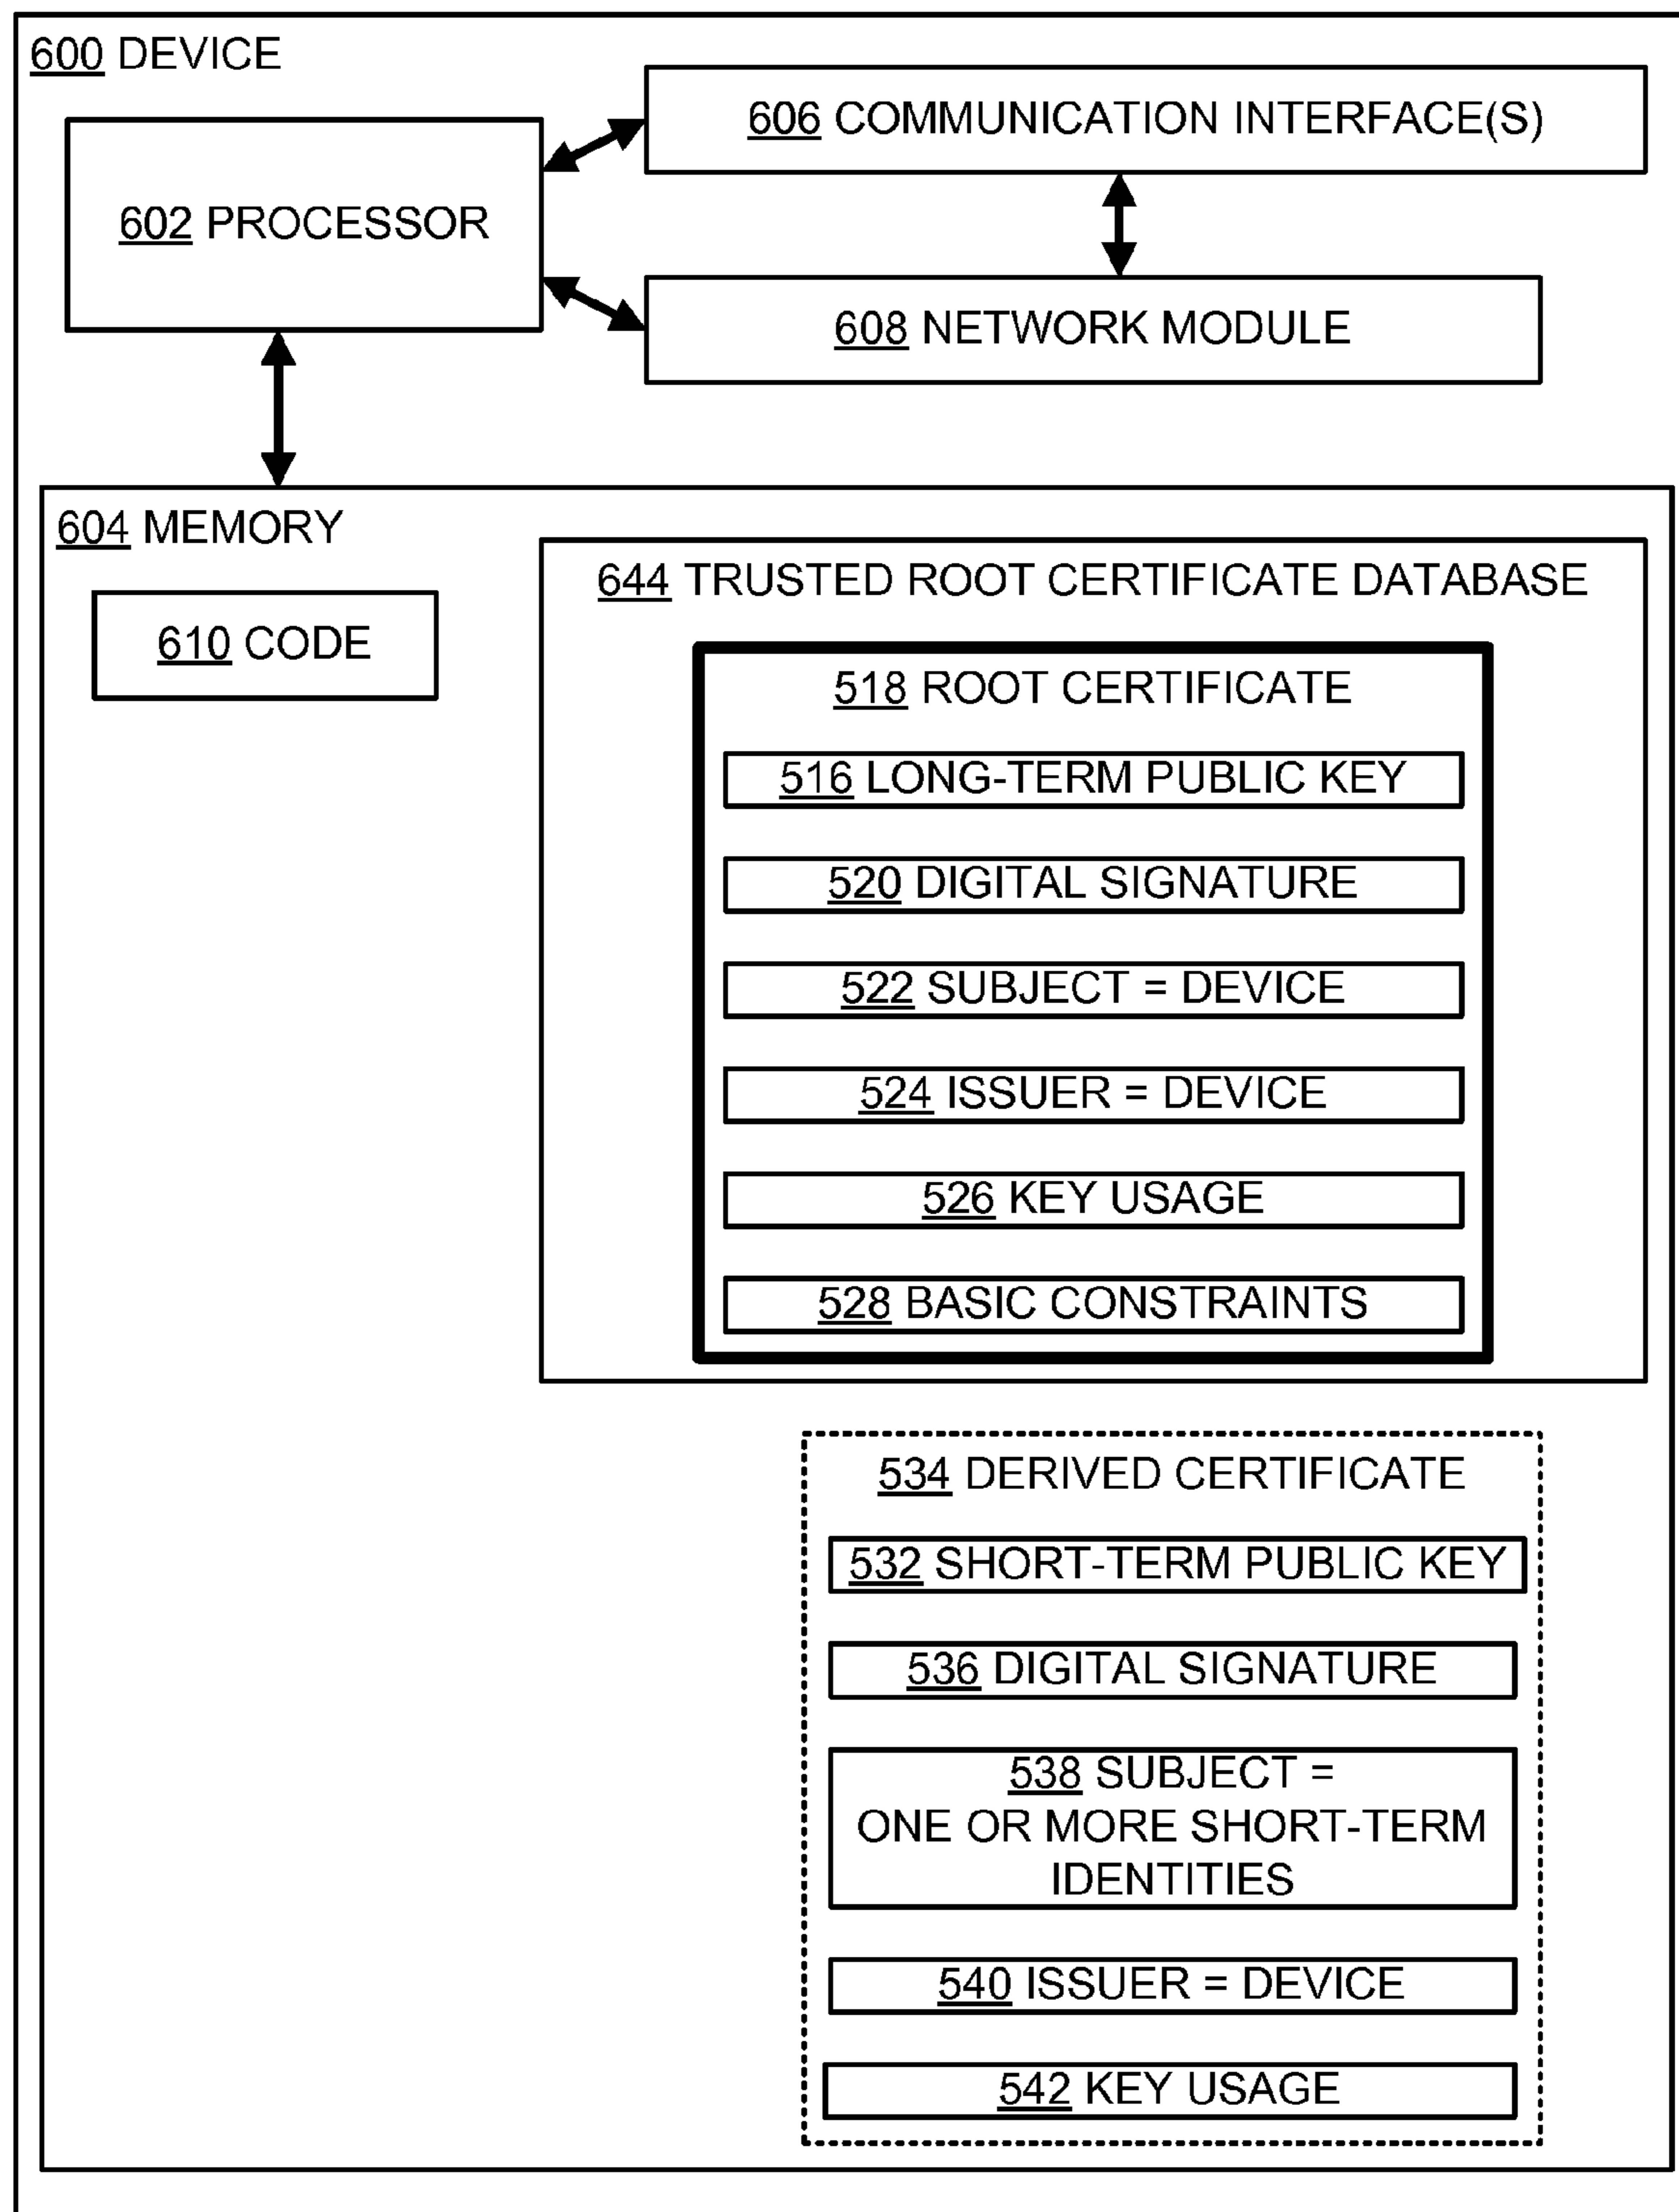 600 DEVICE
606 COMMUNICATION INTERFACE(S)
602 PROCESSOR
608 NETWORK MODULE
604 MEMORY
644 TRUSTED ROOT CERTIFICATE DATABASE
610 CODE
518 ROOT CERTIFICATE
516 LONG-TERM PUBLIC KEY
520 DIGITAL SIGNATURE
522 SUBJECT = DEVICE
524 ISSUER = DEVICE
526 KEY USAGE
528 BASIC CONSTRAINTS
534 DERIVED CERTIFICATE
532 SHORT-TERM PUBLIC KEY
536 DIGITAL SIGNATURE
538 SUBJECT =
ONE OR MORE SHORT-TERM
IDENTITIES
540 ISSUER = DEVICE
542 KEY USAGE